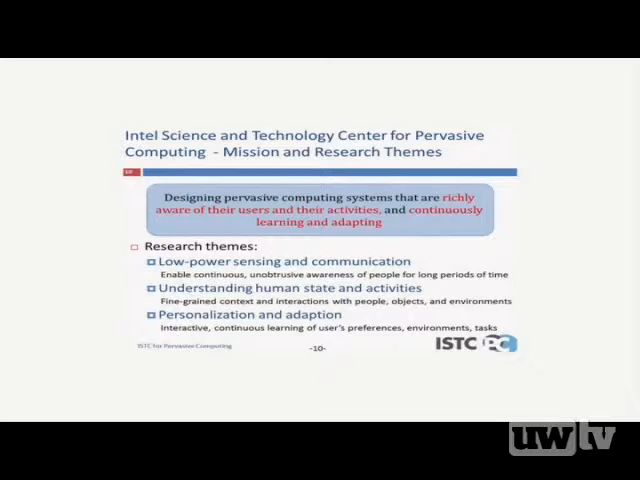 Intel Science and Technology Center for Pervasive
Computing - Mission and Research Themes
10
Designing pervasive computing systems that are richly
aware of their users and their activities, and continuously
learning and adapting
Research themes:
Low-power sensing and communication
Enable continuous, unobtrusive awareness of people for long periods of time
Understanding human state and activities
Fine-grained context and interactions with people, objects, and environments
Personalization and adaption
Interactive, continuous learning of user's preferences, environments, tasks
ISTC for Pervasive Computing
-10-
ISTC PC
uwtv